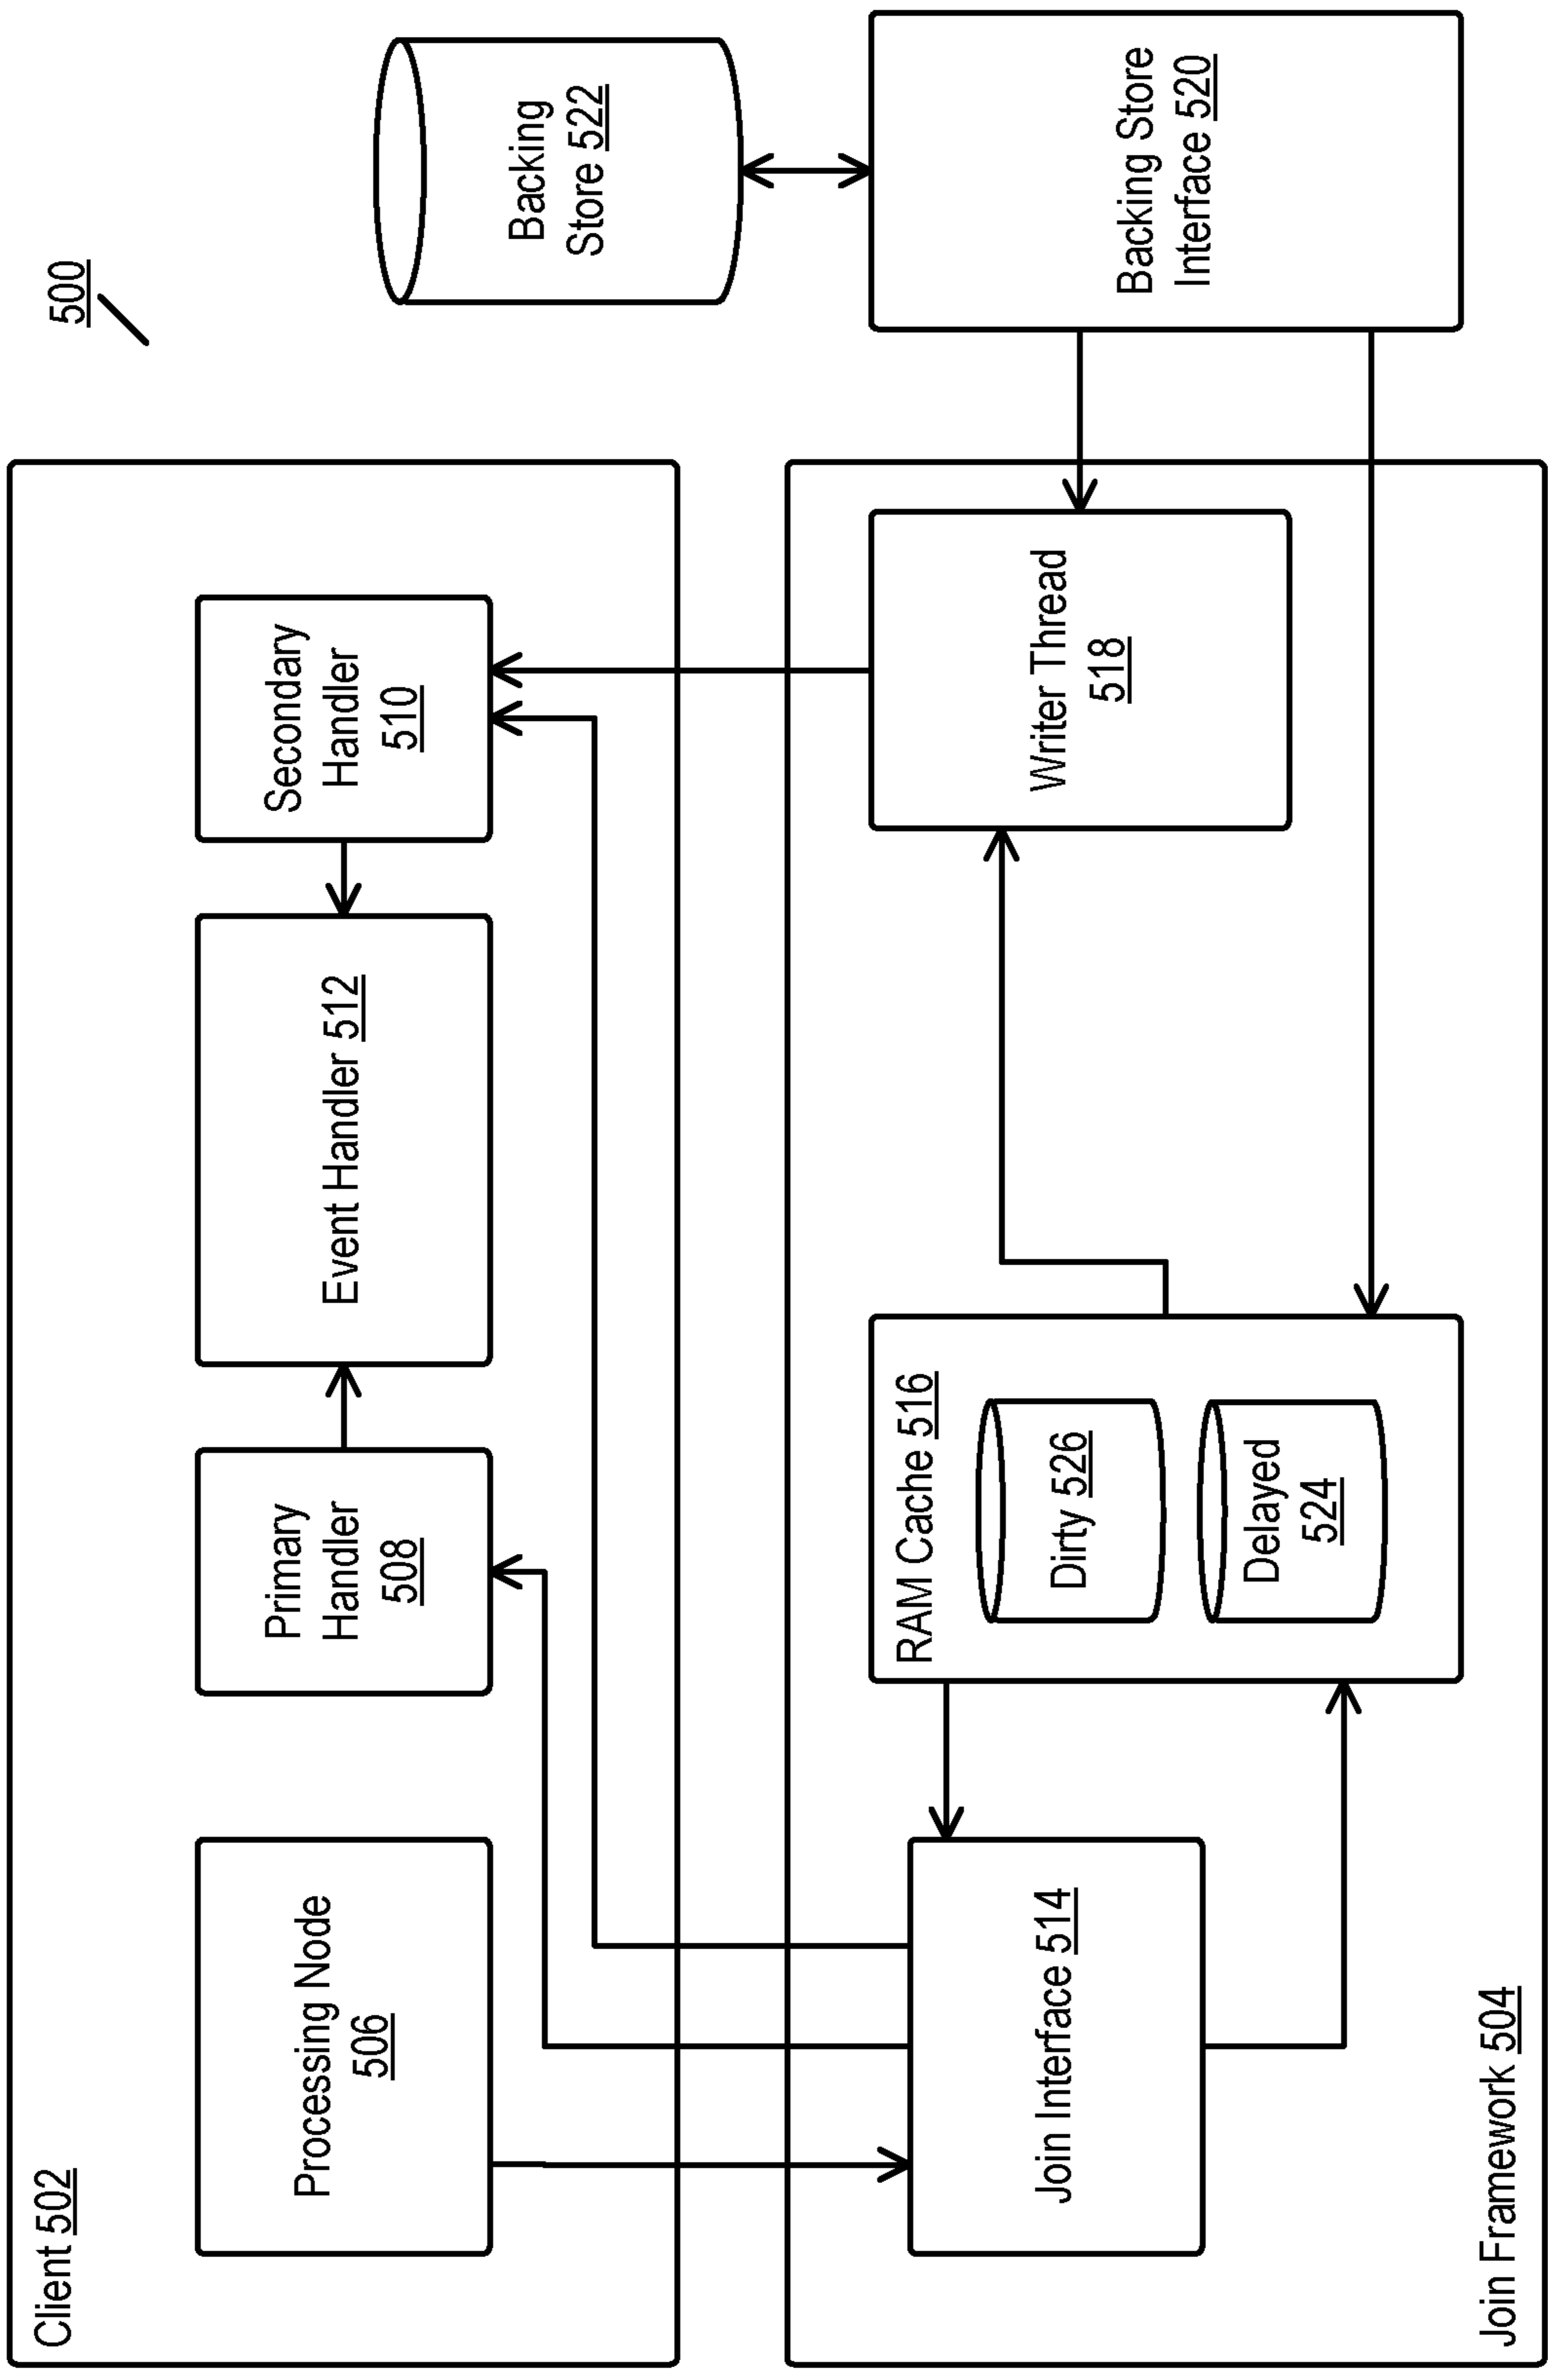 500
Client 502
Processing Node
506
Primary
Handler
508
Event Handler 512
Secondary
Handler
510
Backing
Store 522
Join Interface 514
RAM Cache 516
Dirty 526
Delayed
524
Writer Thread
518
Backing Store
Interface 520
Join Framework 504